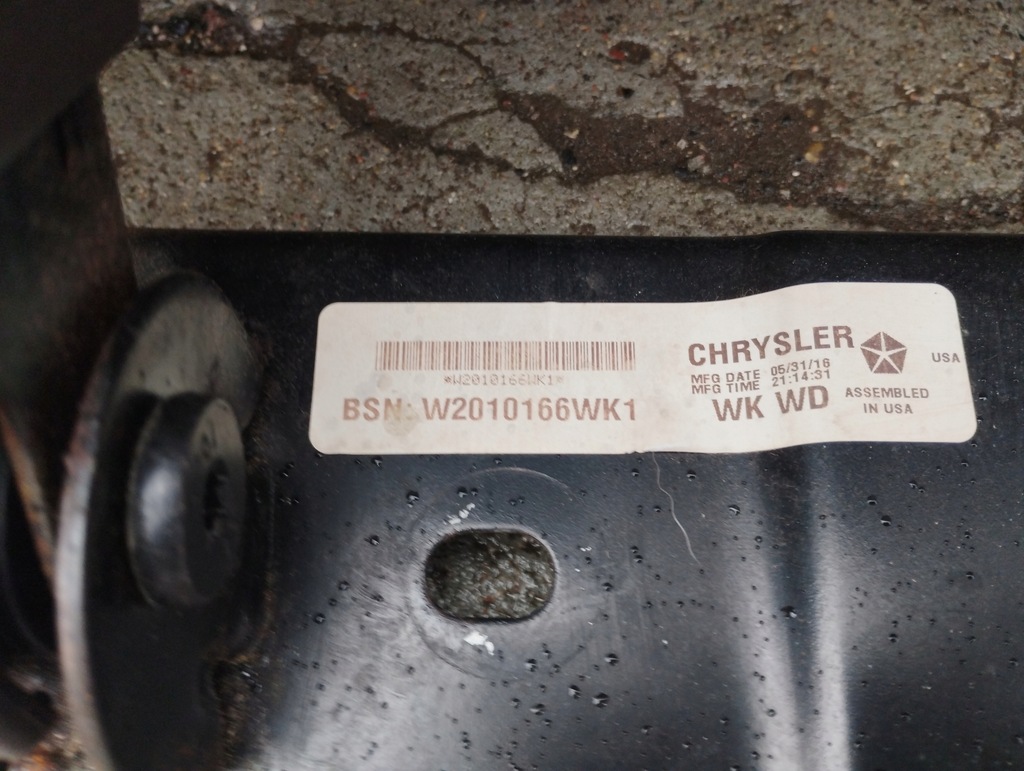 *W2010166WK1*
BSN: W2010166WK1
CHRYSLER
MFG DATE 05/31/16
MFG TIME 21:14:31
WK WD
ASSEMBLED
IN USA
USA